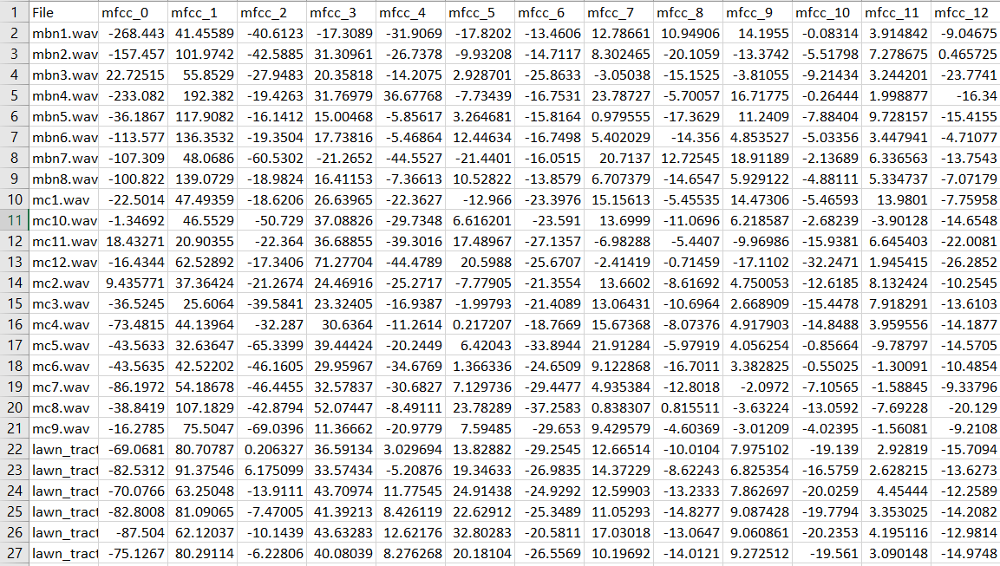 1 File mfcc_0 mfcc_1 mfcc_2 mfcc_3 mfcc_4 mfcc_5 mfcc_6 mfcc_7 mfcc_8 mfcc_9 mfcc_10 mfcc_11 mfcc_12
2 mbn1.wav -268.443 41.45589 -40.6123 -17.3089 -31.9069 -17.8202 -13.4606 12.78661 10.94906 14.1955 -0.08314 3.914842 -9.04675
3 mbn2.wav -157.457 101.9742 -42.5885 31.30961 -26.7378 -9.93208 -14.7117 8.302465 -20.1059 -13.3742 -5.51798 7.278675 0.465725
4 mbn3.wav 22.72515 55.8529 -27.9483 20.35818 -14.2075 2.928701 -25.8633 -3.05038 -15.1525 -3.81055 -9.21434 3.244201 -23.7741
5 mbn4.wav -233.082 192.382 -19.4263 31.76979 36.67768 -7.73439 -16.7531 23.78727 -5.70057 16.71775 -0.26444 1.998877 -16.34
6 mbn5.wav -36.1867 117.9082 -16.1412 15.00468 -5.85617 3.264681 -15.8164 0.979555 -17.3629 11.2409 -7.88404 9.728157 -15.4155
7 mbn6.wav -113.577 136.3532 -19.3504 17.73816 -5.46864 12.44634 -16.7498 5.402029 -14.356 4.853527 -5.03356 3.447941 -4.71077
8 mbn7.wav -107.309 48.0686 -60.5302 -21.2652 -44.5527 -21.4401 -16.0515 20.7137 12.72545 18.91189 -2.13689 6.336563 -13.7543
9 mbn8.wav -100.822 139.0729 -18.9824 16.41153 -7.36613 10.52822 -13.8579 6.707379 -14.6547 5.929122 -4.88111 5.334737 -7.07179
10 mc1.wav -22.5014 47.49359 -18.6206 26.63965 -22.3627 -12.966 -23.3976 15.15613 -5.45535 14.47306 -5.46593 13.9801 -7.75958
11 mc10.wav -1.34692 46.5529 -50.729 37.08826 -29.7348 6.616201 -23.591 13.6999 -11.0696 6.218587 -2.68239 -3.90128 -14.6548
12 mc11.wav 18.43271 20.90355 -22.364 36.68855 -39.3016 17.48967 -27.1357 -6.98288 -5.4407 -9.96986 -15.9381 6.645403 -22.0081
13 mc12.wav -16.4344 62.52892 -17.3406 71.27704 -44.4789 20.5988 -25.6707 -2.41419 -0.71459 -17.1102 -32.2471 1.945415 -26.2852
14 mc2.wav 9.435771 37.36424 -21.2674 24.46916 -25.2717 -7.77905 -21.3554 13.6602 -8.61692 4.750053 -12.6185 8.132424 -10.2545
15 mc3.wav -36.5245 25.6064 -39.5841 23.32405 -16.9387 -1.99793 -21.4089 13.06431 -10.6964 2.668909 -15.4478 7.918291 -13.6103
16 mc4.wav -73.4815 44.13964 -32.287 30.6364 -11.2614 0.217207 -18.7669 15.67368 -8.07376 4.917903 -14.8488 3.959556 -14.1877
17 mc5.wav -43.5633 32.63647 -65.3399 39.44424 -20.2449 6.42043 -33.8944 21.91284 -5.97919 4.056254 -0.85664 -9.78797 -14.5705
18 mc6.wav -43.5635 42.52202 -46.1605 29.95967 -34.6769 1.366336 -24.6509 9.122868 -16.7011 3.382825 -0.55025 -1.30091 -10.4854
19 mc7.wav -86.1972 54.18678 -46.4455 32.57837 -30.6827 7.129736 -29.4477 4.935384 -12.8018 -2.0972 -7.10565 -1.58845 -9.33796
20 mc8.wav -38.8419 107.1829 -42.8794 52.07447 -8.49111 23.78289 -37.2583 0.838307 0.815511 -3.63224 -13.0592 -7.69228 -20.129
21 mc9.wav -16.2785 75.5047 -69.0396 11.36662 -20.9779 7.59485 -29.653 9.429579 -4.60369 -3.01209 -4.02395 -1.56081 -9.2108
22 lawn_tract -69.0681 80.70787 0.206327 36.59134 3.029694 13.82882 -29.2545 12.66514 -10.0104 7.975102 -19.139 2.92819 -15.7094
23 lawn_tract -82.5312 91.37546 6.175099 33.57434 -5.20876 19.34633 -26.9835 14.37229 -8.62243 6.825354 -16.5759 2.628215 -13.6273
24 lawn_tract -70.0766 63.25048 -13.9111 43.70974 11.77545 24.91438 -24.9292 12.59903 -13.2333 7.862697 -20.0259 4.45444 -12.2589
25 lawn_tract -82.8008 81.09065 -7.47005 41.39213 8.426119 22.62912 -25.3489 11.05293 -14.8277 9.087428 -19.7794 3.353025 -14.2082
26 lawn_tract -87.504 62.12037 -10.1439 43.63283 12.62176 32.80283 -20.5811 17.03018 -13.0647 9.060861 -20.2353 4.195116 -12.9814
27 lawn_tract -75.1267 80.29114 -6.22806 40.08039 8.276268 20.18104 -26.5569 10.19692 -14.0121 9.272512 -19.561 3.090148 -14.9748